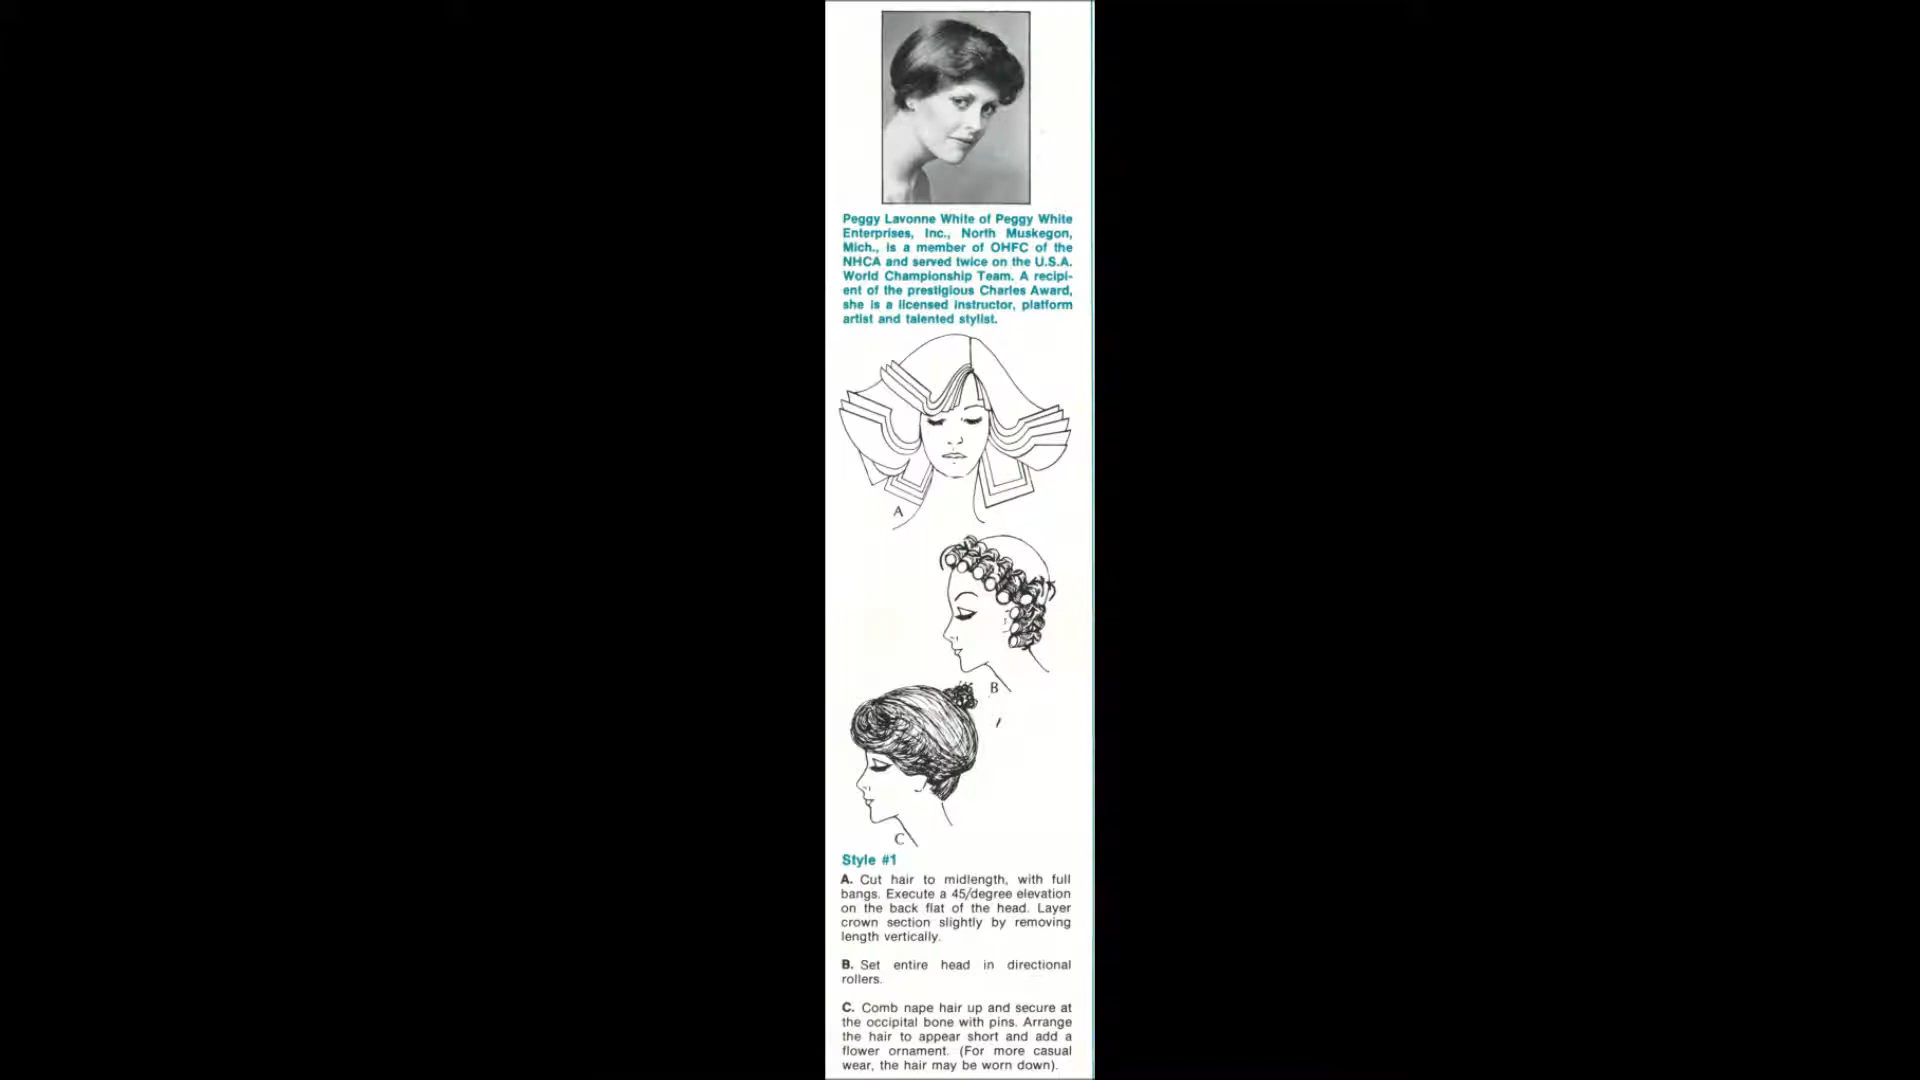 Peggy Lavonne White of Peggy White
Enterprises, Inc., North Muskegon,
Mich., is a member of OHFC of the
NHCA and served twice on the U.S.A.
World Championship Team. A recipi-
ent of the prestigious Charles Award,
she is a licensed instructor, platform
artist and talented stylist.
A
B
C
Style #1
A. Cut hair to midlength, with full
bangs. Execute a 45/degree elevation
on the back flat of the head. Layer
crown section slightly by removing
length vertically.
B. Set entire head in directional
rollers.
C. Comb nape hair up and secure at
the occipital bone with pins. Arrange
the hair to appear short and add a
flower ornament. (For more casual
wear, the hair may be worn down).